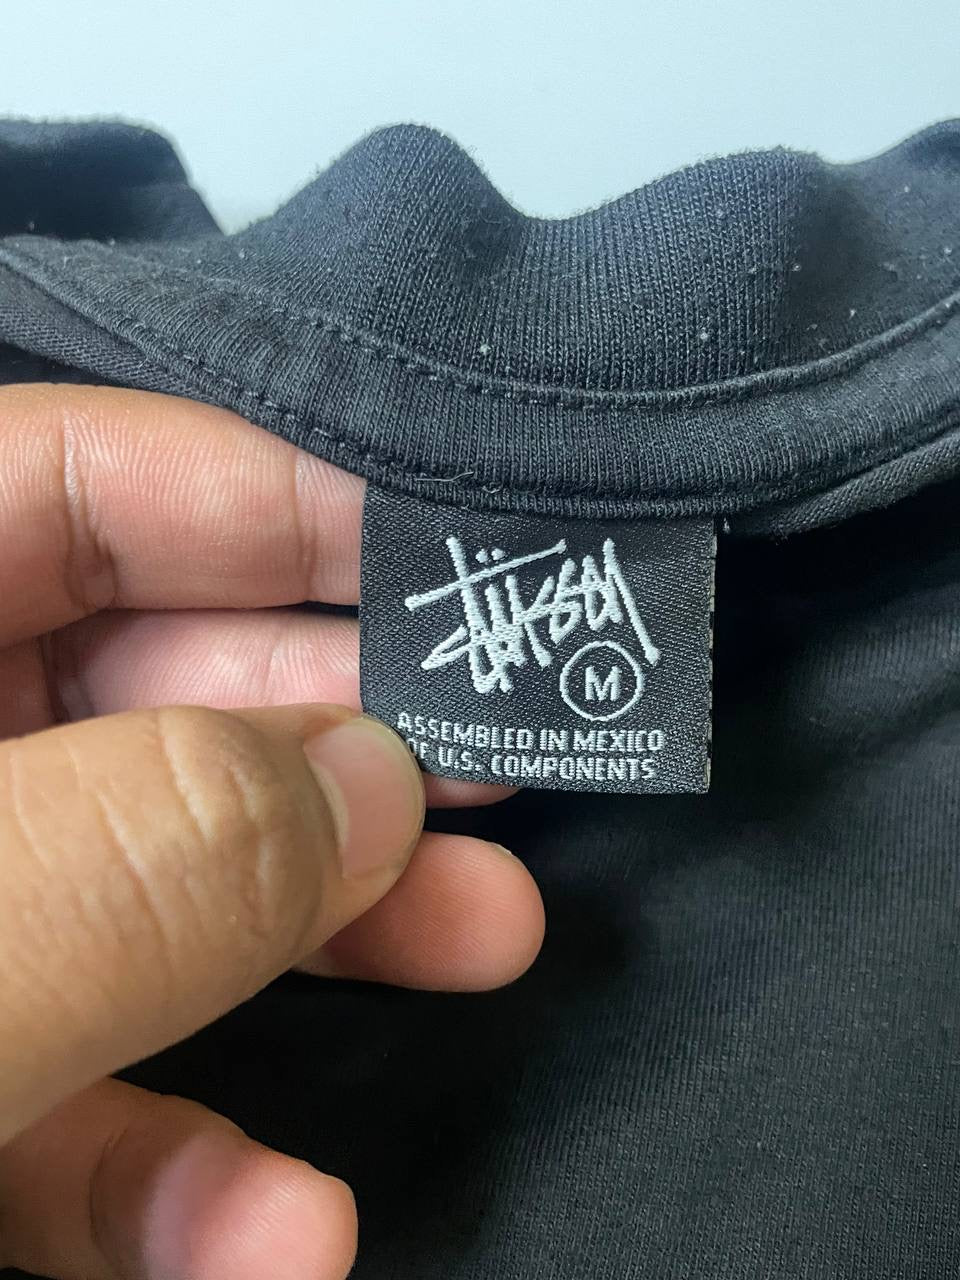 Stüssy
M
ASSEMBLED IN MEXICO
OF U.S. COMPONENTS